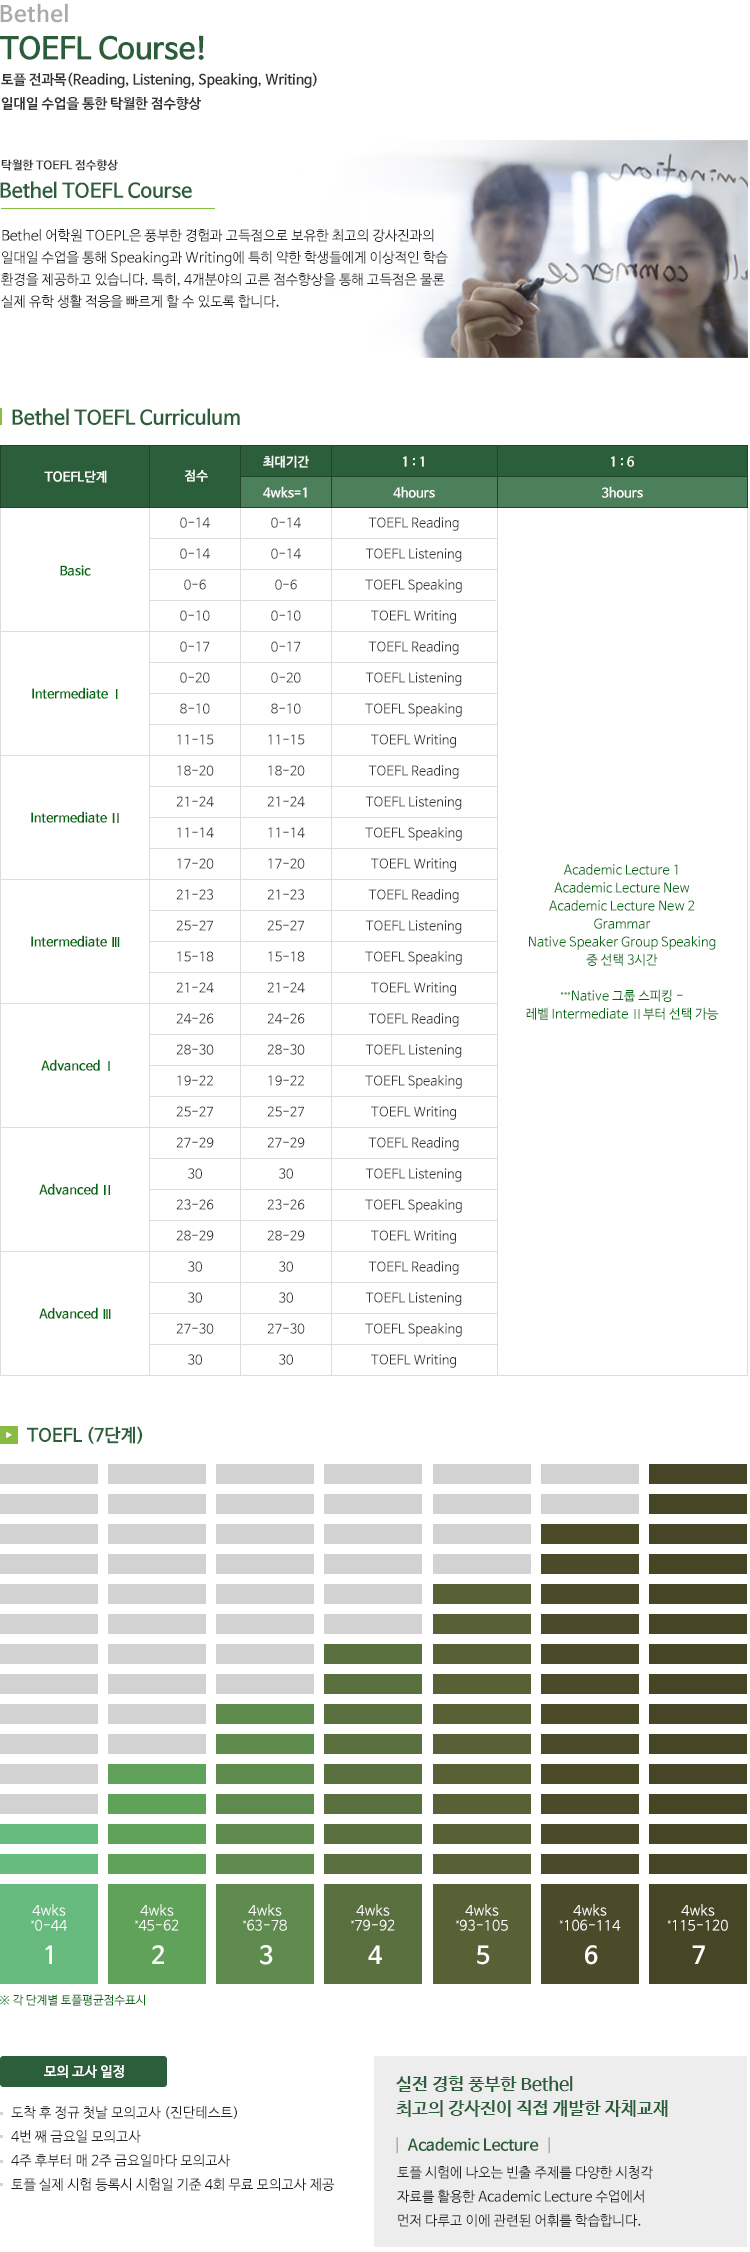 Bethel
TOEFL Course!
토플 전과목(Reading, Listening, Speaking, Writing)
일대일 수업을 통한 탁월한 점수향상
탁월한 TOEFL 점수향상
Bethel TOEFL Course
Bethel 어학원 TOEPL은 풍부한 경험과 고득점으로 보유한 최고의 강사진과의
일대일 수업을 통해 Speaking과 Writing에 특히 약한 학생들에게 이상적인 학습
환경을 제공하고 있습니다. 특히, 4개분야의 고른 점수향상을 통해 고득점은 물론
실제 유학 생활 적응을 빠르게 할 수 있도록 합니다.
commerce
Bethel TOEFL Curriculum
TOEFL단계 점수 최대기간 1 : 1 1 : 6
4wks=1 4hours 3hours
Basic
0-14 0-14 TOEFL Reading
0-14 0-14 TOEFL Listening
0-6 0-6 TOEFL Speaking
0-10 0-10 TOEFL Writing
Intermediate Ⅰ
0-17 0-17 TOEFL Reading
0-20 0-20 TOEFL Listening
8-10 8-10 TOEFL Speaking
11-15 11-15 TOEFL Writing
Intermediate Ⅱ
18-20 18-20 TOEFL Reading
21-24 21-24 TOEFL Listening
11-14 11-14 TOEFL Speaking
17-20 17-20 TOEFL Writing
Intermediate Ⅲ
21-23 21-23 TOEFL Reading
25-27 25-27 TOEFL Listening
15-18 15-18 TOEFL Speaking
21-24 21-24 TOEFL Writing
Advanced Ⅰ
24-26 24-26 TOEFL Reading
28-30 28-30 TOEFL Listening
19-22 19-22 TOEFL Speaking
25-27 25-27 TOEFL Writing
Advanced Ⅱ
27-29 27-29 TOEFL Reading
30 30 TOEFL Listening
23-26 23-26 TOEFL Speaking
28-29 28-29 TOEFL Writing
Advanced Ⅲ
30 30 TOEFL Reading
30 30 TOEFL Listening
27-30 27-30 TOEFL Speaking
30 30 TOEFL Writing
Academic Lecture 1
Academic Lecture New
Academic Lecture New 2
Grammar
Native Speaker Group Speaking
중 선택 3시간
***Native 그룹 스피킹 -
레벨 Intermediate Ⅱ부터 선택 가능
TOEFL (7단계)
4wks 4wks 4wks 4wks 4wks 4wks 4wks
*0-44 *45-62 *63-78 *79-92 *93-105 *106-114 *115-120
1 2 3 4 5 6 7
※ 각 단계별 토플평균점수표시
모의 고사 일정
도착 후 정규 첫날 모의고사 (진단테스트)
4번 째 금요일 모의고사
4주 후부터 매 2주 금요일마다 모의고사
토플 실제 시험 등록시 시험일 기준 4회 무료 모의고사 제공
실전 경험 풍부한 Bethel
최고의 강사진이 직접 개발한 자체교재
| Academic Lecture |
토플 시험에 나오는 빈출 주제를 다양한 시청각
자료를 활용한 Academic Lecture 수업에서
먼저 다루고 이에 관련된 어휘를 학습합니다.